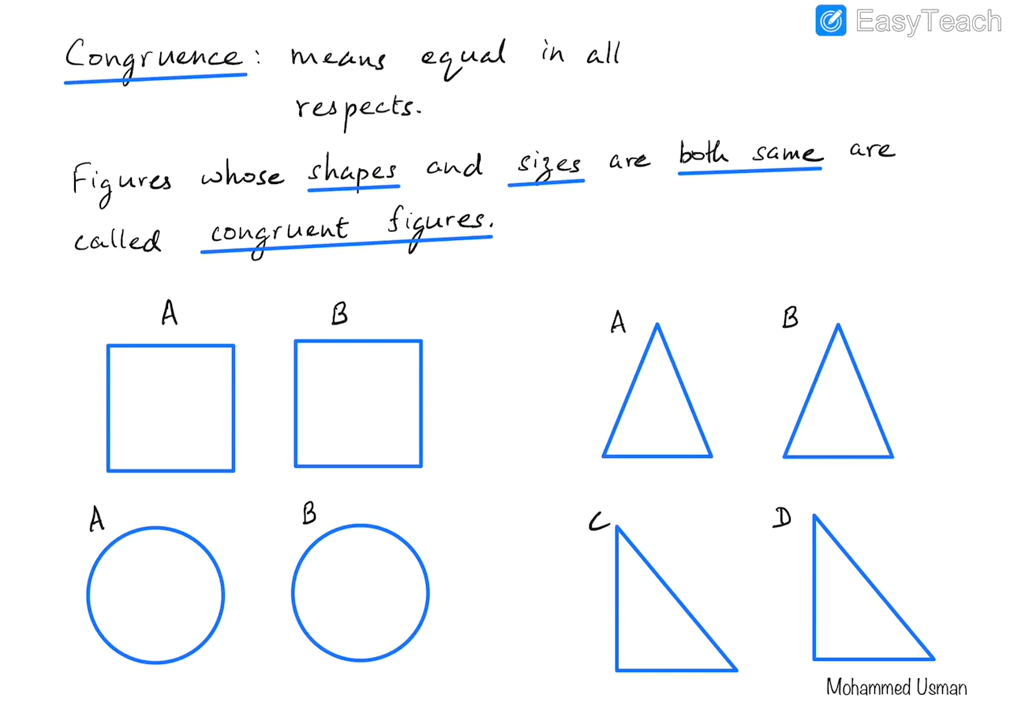 EasyTeach
Congruence: means equal in all
respects.
Figures whose shapes and sizes are both same are
called congruent figures.
A B
A B
A B
C D
Mohammed Usman